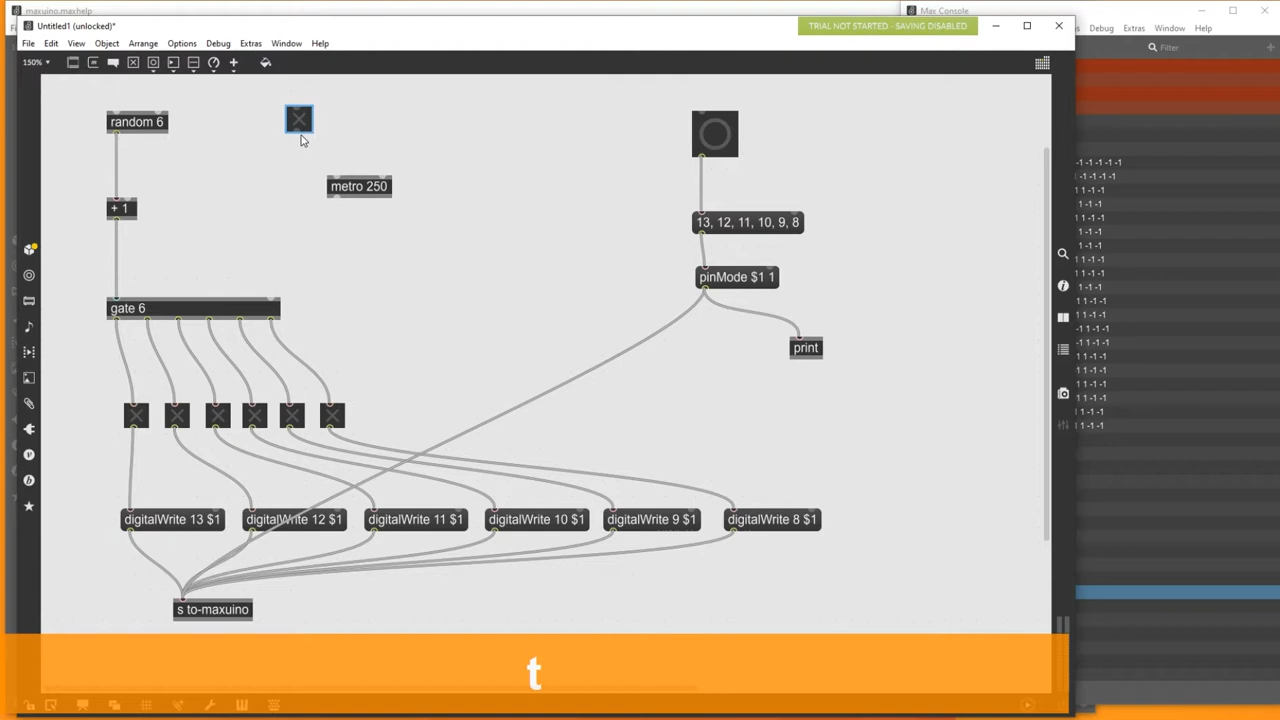 maxuino.maxhelp
Max Console
Untitled1 (unlocked)*
TRIAL NOT STARTED - SAVING DISABLED
File Edit View Object Arrange Options Debug Extras Window Help
Debug Extras Window Help
150%
Filter
random 6
metro 250
+ 1
13, 12, 11, 10, 9, 8
pinMode $1 1
gate 6
print
digitalWrite 13 $1
digitalWrite 12 $1
digitalWrite 11 $1
digitalWrite 10 $1
digitalWrite 9 $1
digitalWrite 8 $1
s to-maxuino
t